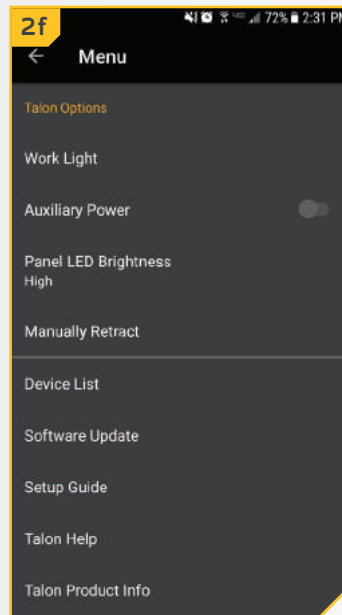 2f
72% 2:31 PM
← Menu
Talon Options
Work Light
Auxiliary Power
Panel LED Brightness
High
Manually Retract
Device List
Software Update
Setup Guide
Talon Help
Talon Product Info